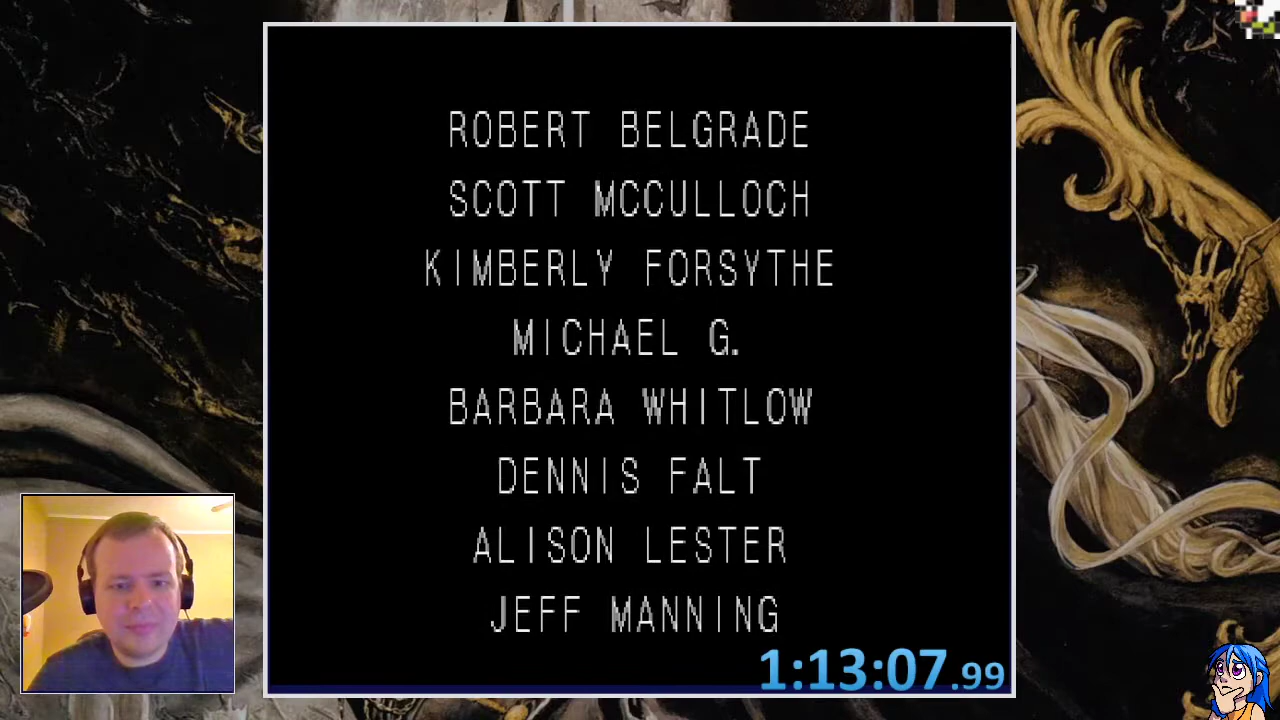 ROBERT BELGRADE
SCOTT MCCULLOCH
KIMBERLY FORSYTHE
MICHAEL G.
BARBARA WHITLOW
DENNIS FALT
ALISON LESTER
JEFF MANNING
1:13:07.99